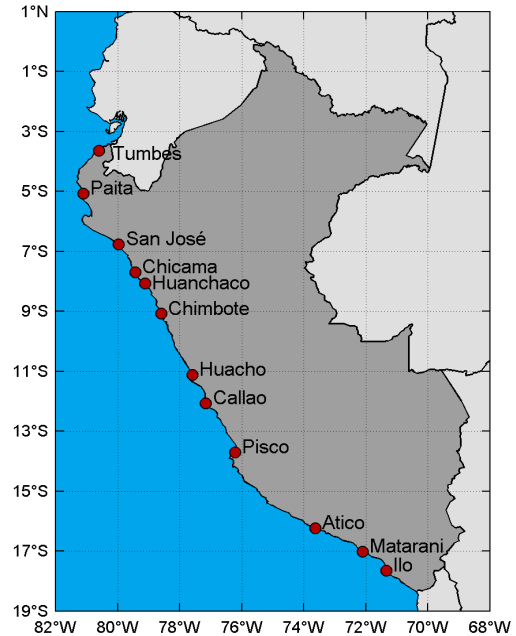 1°N
1°S
3°S
Tumbes
5°S
Paita
San José
7°S
Chicama
Huanchaco
9°S
Chimbote
11°S
Huacho
Callao
13°S
Pisco
15°S
Atico
17°S
Matarani
Ilo
19°S
82°W 80°W 78°W 76°W 74°W 72°W 70°W 68°W